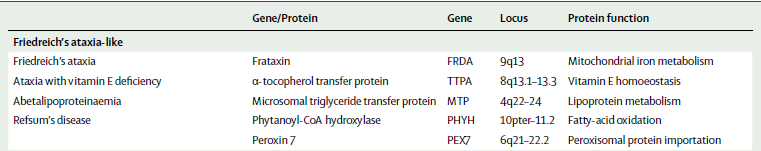 Gene/Protein Gene Locus Protein function
Friedreich's ataxia-like
Friedreich's ataxia Frataxin FRDA 9q13 Mitochondrial iron metabolism
Ataxia with vitamin E deficiency α-tocopherol transfer protein TTPA 8q13.1–13.3 Vitamin E homoeostasis
Abetalipoproteinaemia Microsomal triglyceride transfer protein MTP 4q22–24 Lipoprotein metabolism
Refsum's disease Phytanoyl-CoA hydroxylase PHYH 10pter–11.2 Fatty-acid oxidation
Peroxin 7 PEX7 6q21–22.2 Peroxisomal protein importation